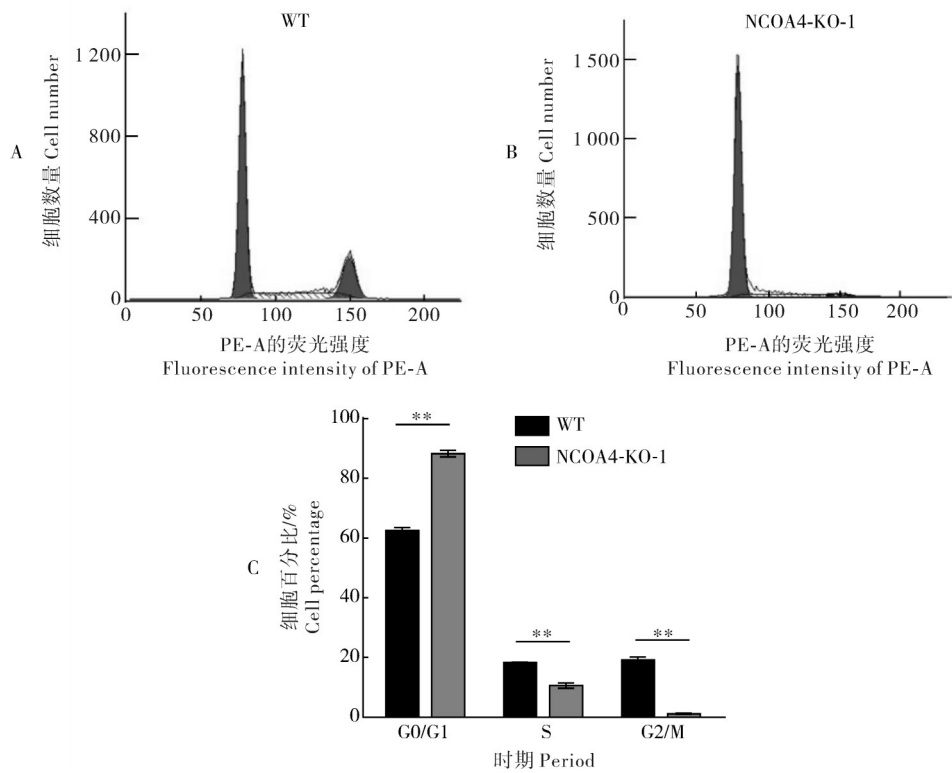 WT
1 200
800
400
0
A
细胞数量 Cell number
0
50
100
150
200
PE-A的荧光强度
Fluorescence intensity of PE-A
NCOA4-KO-1
1 500
1 000
500
0
B
细胞数量 Cell number
0
50
100
150
200
PE-A的荧光强度
Fluorescence intensity of PE-A
C
细胞百分比/%
Cell percentage
100
80
60
40
20
0
**
**
**
WT
NCOA4-KO-1
G0/G1
S
G2/M
时期 Period